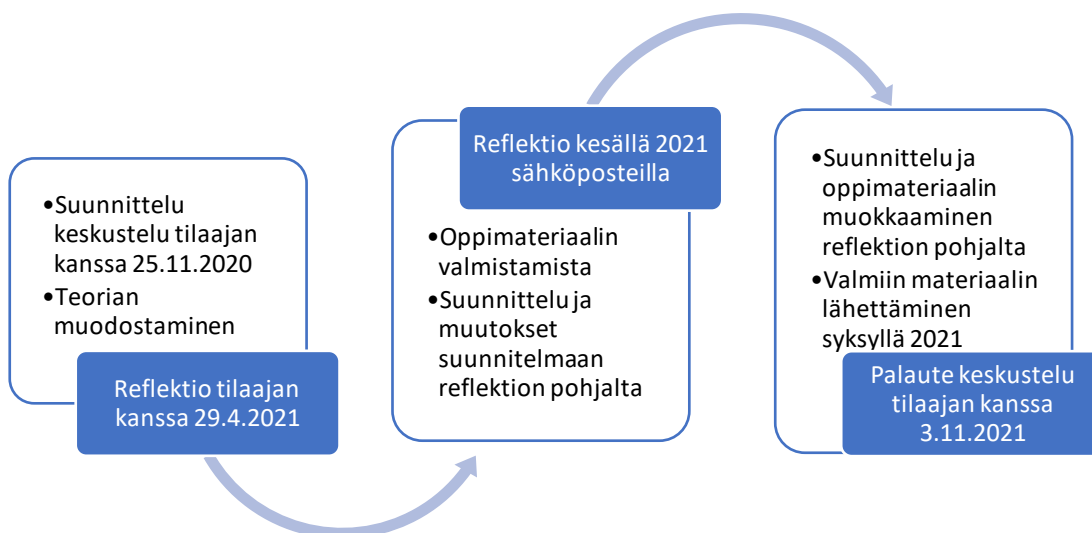 •Suunnittelu
keskustelu tilaajan
kanssa 25.11.2020
•Teorian
muodostaminen
Reflektio tilaajan
kanssa 29.4.2021
Reflektio kesällä 2021
sähköposteilla
•Oppimateriaalin
valmistamista
•Suunnittelu ja
muutokset
suunnitelmaan
reflektion pohjalta
•Suunnittelu ja
oppimateriaalin
muokkaaminen
reflektion pohjalta
•Valmiin materiaalin
lähettäminen
syksyllä 2021
Palaute keskustelu
tilaajan kanssa
3.11.2021